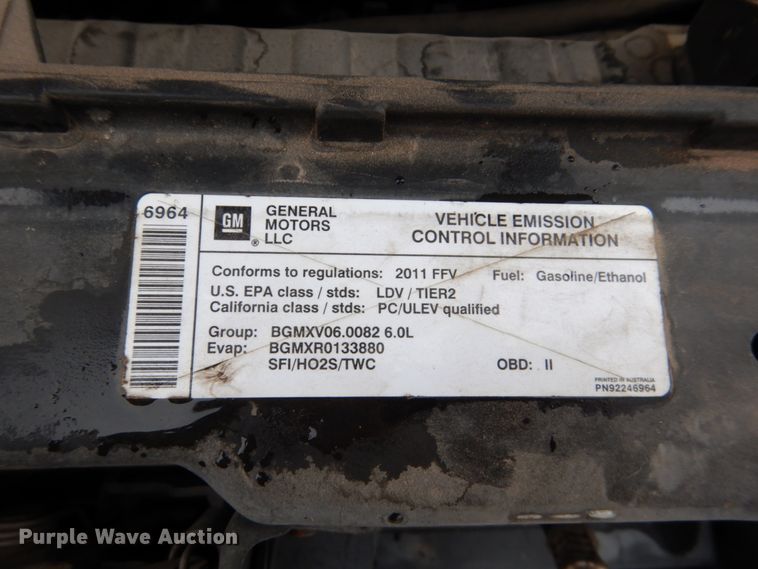 6964
GM ®
GENERAL
MOTORS
LLC
VEHICLE EMISSION
CONTROL INFORMATION
Conforms to regulations: 2011 FFV Fuel: Gasoline/Ethanol
U.S. EPA class / stds: LDV / TIER2
California class / stds: PC/ULEV qualified
Group: BGMXV06.0082 6.0L
Evap: BGMXR0133880
SFI/HO2S/TWC OBD: II
PRINTED IN AUSTRALIA
PN92246964
Purple Wave Auction